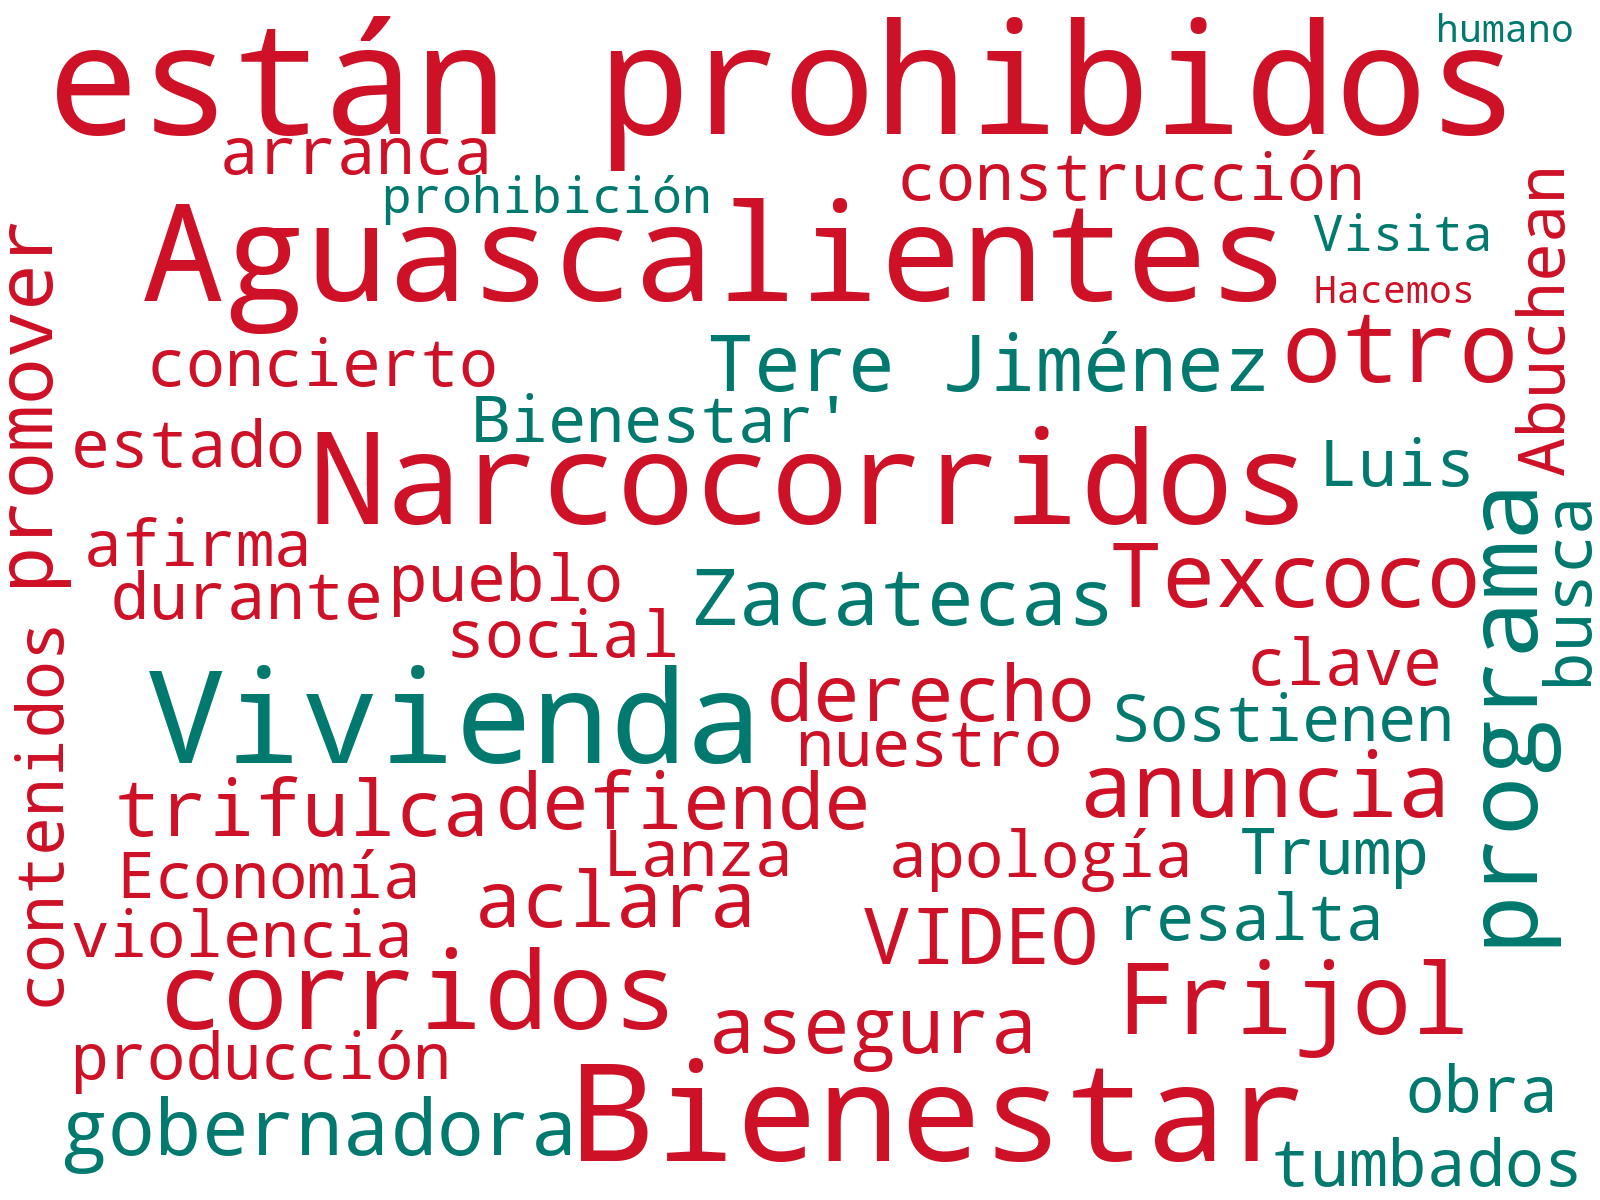 humano
están prohibidos
arranca
construcción
prohibición
Aguascalientes
Visita
Hacemos
Abuchean
promover
otro
Tere Jiménez
concierto
Bienestar'
estado
Narcocorridos
Luis
programa
busca
afirma
durante
pueblo
Zacatecas
Texcoco
social
clave
contenidos
Vivienda
derecho
Sostienen
nuestro
anuncia
trifulca
defiende
Lanza
apología
Trump
Economía
aclara
VIDEO
resalta
violencia
corridos
Frijol
asegura
producción
Bienestar
obra
gobernadora
tumbados